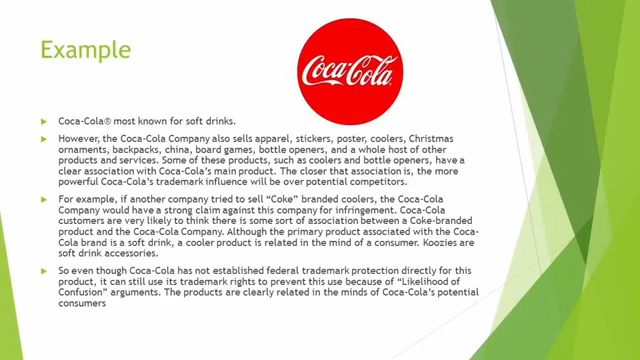 Example
Coca-Cola
Coca-Cola® most known for soft drinks.
However, the Coca-Cola Company also sells apparel, stickers, poster, coolers, Christmas
ornaments, backpacks, china, board games, bottle openers, and a whole host of other
products and services. Some of these products, such as coolers and bottle openers, have a
clear association with Coca-Cola's main product. The closer that association is, the more
powerful Coca-Cola's trademark influence will be over potential competitors.
For example, if another company tried to sell "Coke" branded coolers, the Coca-Cola
Company would have a strong claim against this company for infringement. Coca-Cola
customers are very likely to think there is some sort of association between a Coke-branded
product and the Coca-Cola Company. Although the primary product associated with the Coca-
Cola brand is a soft drink, a cooler product is related in the mind of a consumer. Koozies are
soft drink accessories.
So even though Coca-Cola has not established federal trademark protection directly for this
product, it can still use its trademark rights to prevent this use because of "Likelihood of
Confusion" arguments. The products are clearly related in the minds of Coca-Cola's potential
consumers